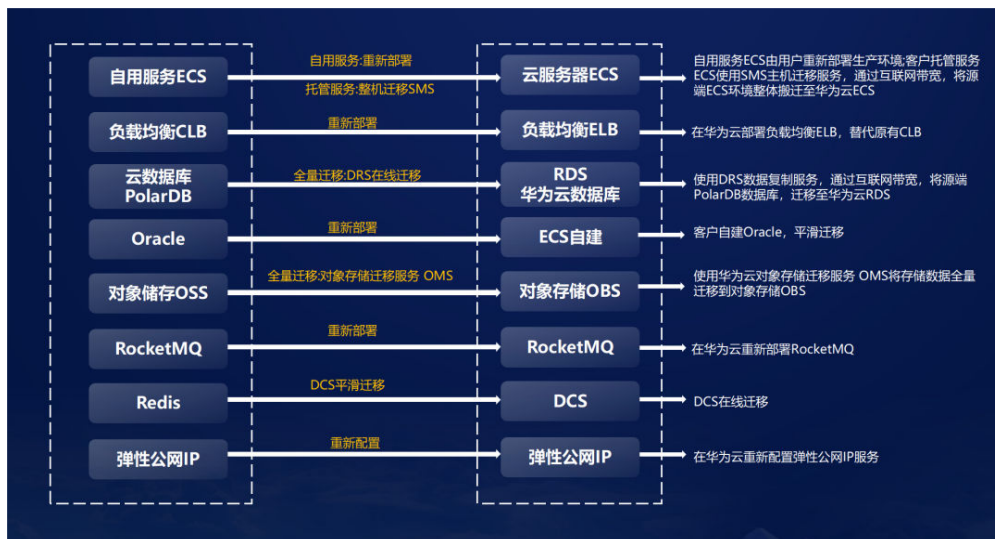 自用服务ECS
自用服务:重新部署
托管服务:整机迁移SMS
云服务器ECS
自用服务ECS由用户重新部署生产环境;客户托管服务
ECS使用SMS主机迁移服务，通过互联网带宽，将源
端ECS环境整体搬迁至华为云ECS
负载均衡CLB
重新部署
负载均衡ELB
在华为云部署负载均衡ELB，替代原有CLB
云数据库
PolarDB
全量迁移:DRS在线迁移
RDS
华为云数据库
使用DRS数据复制服务，通过互联网带宽，将源端
PolarDB数据库，迁移至华为云RDS
Oracle
重新部署
ECS自建
客户自建Oracle，平滑迁移
对象储存OSS
全量迁移:对象存储迁移服务 OMS
对象存储OBS
使用华为云对象存储迁移服务 OMS将存储数据全量
迁移到对象存储OBS
RocketMQ
重新部署
RocketMQ
在华为云重新部署RocketMQ
Redis
DCS平滑迁移
DCS
DCS在线迁移
弹性公网IP
重新配置
弹性公网IP
在华为云重新配置弹性公网IP服务